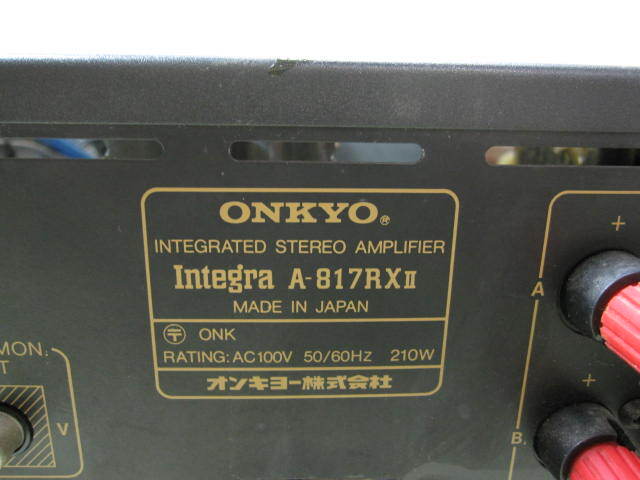 ONKYO®
INTEGRATED STEREO AMPLIFIER
Integra A-817RXII
MADE IN JAPAN
〒 ONK
RATING: AC100V 50/60Hz 210W
オンキヨー株式会社
MON.
T
V
+
A
+
B